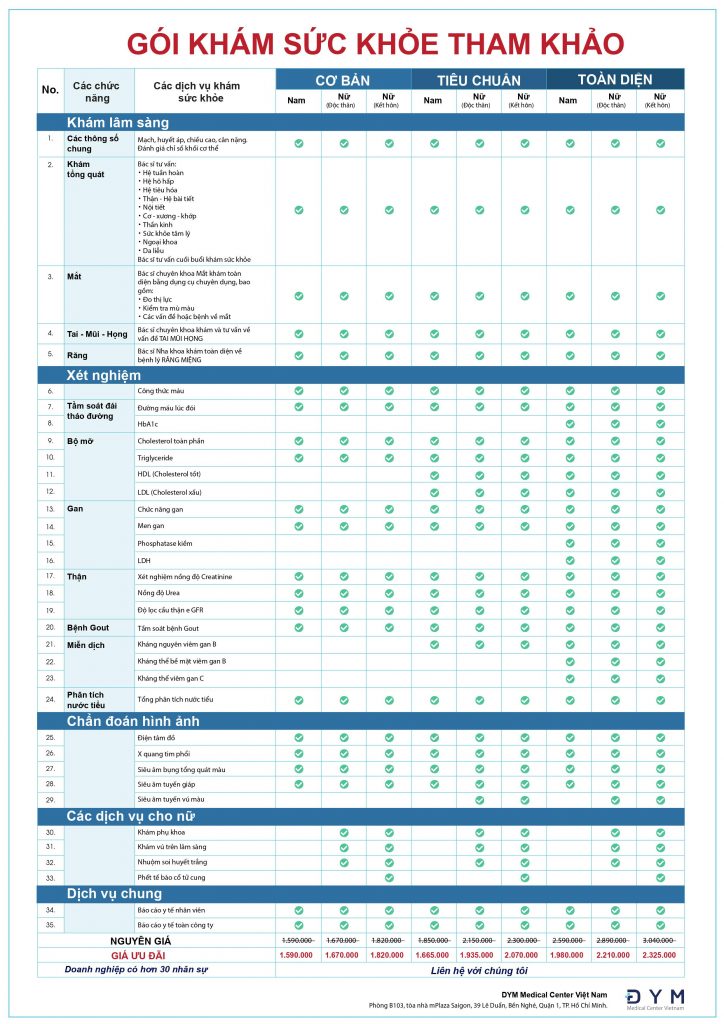 GÓI KHÁM SỨC KHỎE THAM KHẢO
No. Các chức năng Các dịch vụ khám sức khỏe CƠ BẢN TIÊU CHUẨN TOÀN DIỆN
Nam Nữ (Độc thân) Nữ (Kết hôn) Nam Nữ (Độc thân) Nữ (Kết hôn) Nam Nữ (Độc thân) Nữ (Kết hôn)
Khám lâm sàng
1. Các thông số chung Mạch, huyết áp, chiều cao, cân nặng.
Đánh giá chỉ số khối cơ thể
2. Khám tổng quát Bác sĩ tư vấn:
• Hệ tuần hoàn
• Hệ hô hấp
• Hệ tiêu hóa
• Thận - Hệ bài tiết
• Nội tiết
• Cơ - xương - khớp
• Thần kinh
• Sức khỏe tâm lý
• Ngoại khoa
• Da liễu
Bác sĩ tư vấn cuối buổi khám sức khỏe
3. Mắt Bác sĩ chuyên khoa Mắt khám toàn
diện bằng dụng cụ chuyên dụng, bao
gồm:
• Đo thị lực
• Kiểm tra mù màu
• Các vấn đề hoặc bệnh về mắt
4. Tai - Mũi - Họng Bác sĩ chuyên khoa khám và tư vấn về
vấn đề TAI MŨI HỌNG
5. Răng Bác sĩ Nha khoa khám toàn diện về
bệnh lý RĂNG MIỆNG
Xét nghiệm
6. Công thức máu
7. Tầm soát đái tháo đường Đường máu lúc đói
8. HbA1c
9. Bộ mỡ Cholesterol toàn phần
10. Triglyceride
11. HDL (Cholesterol tốt)
12. LDL (Cholesterol xấu)
13. Gan Chức năng gan
14. Men gan
15. Phosphatase kiềm
16. LDH
17. Thận Xét nghiệm nồng độ Creatinine
18. Nồng độ Urea
19. Độ lọc cầu thận e GFR
20. Bệnh Gout Tầm soát bệnh Gout
21. Miễn dịch Kháng nguyên viêm gan B
22. Kháng thể bề mặt viêm gan B
23. Kháng thể viêm gan C
24. Phân tích nước tiểu Tổng phân tích nước tiểu
Chẩn đoán hình ảnh
25. Điện tâm đồ
26. X quang tim phổi
27. Siêu âm bụng tổng quát màu
28. Siêu âm tuyến giáp
29. Siêu âm tuyến vú màu
Các dịch vụ cho nữ
30. Khám phụ khoa
31. Khám vú trên lâm sàng
32. Nhuộm soi huyết trắng
33. Phết tế bào cổ tử cung
Dịch vụ chung
34. Báo cáo y tế nhân viên
35. Báo cáo y tế toàn công ty
NGUYÊN GIÁ 1.590.000 1.670.000 1.820.000 1.850.000 2.150.000 2.300.000 2.590.000 2.890.000 3.040.000
GIÁ ƯU ĐÃI 1.590.000 1.670.000 1.820.000 1.665.000 1.935.000 2.070.000 1.980.000 2.210.000 2.325.000
Doanh nghiệp có hơn 30 nhân sự Liên hệ với chúng tôi
DYM Medical Center Việt Nam
Phòng B103, tòa nhà mPlaza Saigon, 39 Lê Duẩn, Bến Nghé, Quận 1, TP. Hồ Chí Minh.
DYM
Medical Center Vietnam